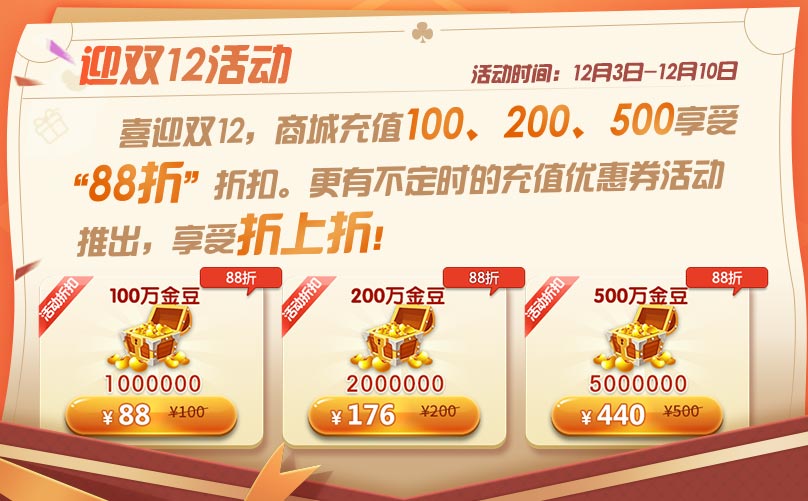 迎双12活动
活动时间：12月3日-12月10日
喜迎双12，商城充值100、200、500享受
“88折”折扣。更有不定时的充值优惠券活动
推出，享受折上折!
活动折扣
88折
100万金豆
1000000
¥88 ¥100
活动折扣
88折
200万金豆
2000000
¥176 ¥200
活动折扣
88折
500万金豆
5000000
¥440 ¥500